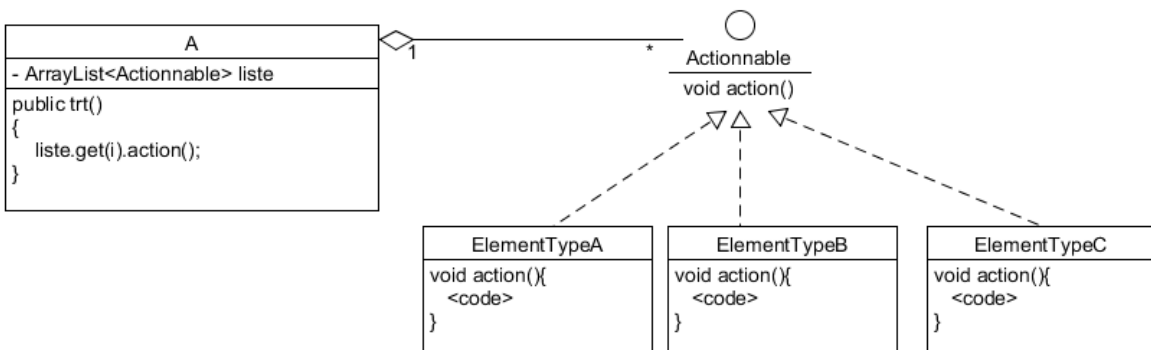 A
- ArrayList<Actionnable> liste
public trt()
{
liste.get(i).action();
}
1
*
Actionnable
void action()
ElementTypeA
void action(){
<code>
}
ElementTypeB
void action(){
<code>
}
ElementTypeC
void action(){
<code>
}